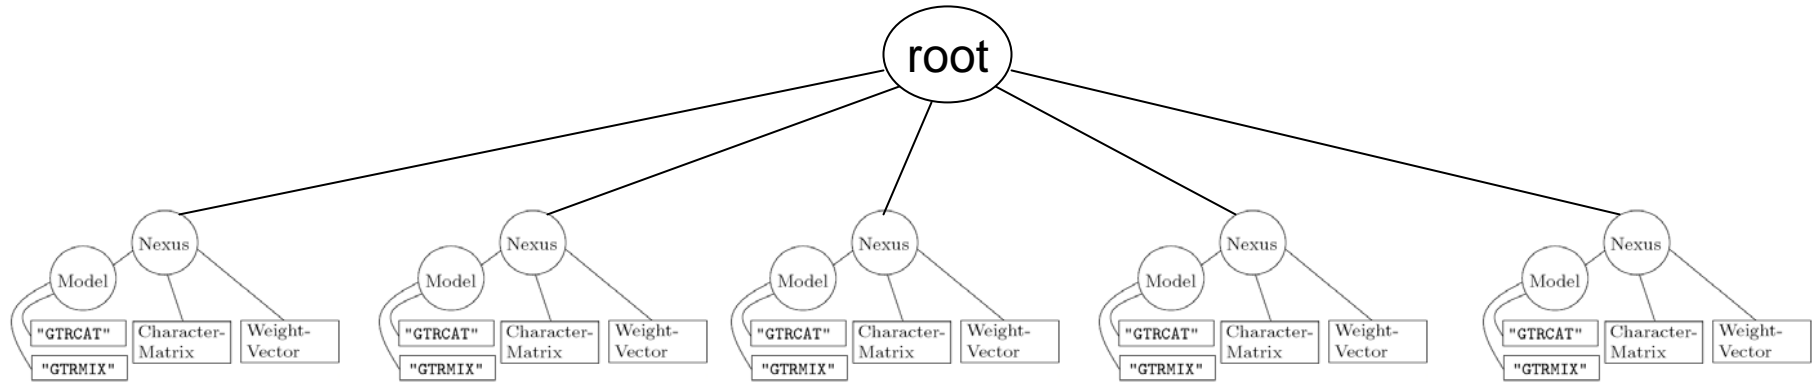 root
Nexus Nexus Nexus Nexus Nexus
Model Model Model Model Model
"GTRCAT" Character- Weight- "GTRCAT" Character- Weight- "GTRCAT" Character- Weight- "GTRCAT" Character- Weight- "GTRCAT" Character- Weight-
Matrix Vector Matrix Vector Matrix Vector Matrix Vector Matrix Vector
"GTRMIX" "GTRMIX" "GTRMIX" "GTRMIX" "GTRMIX"